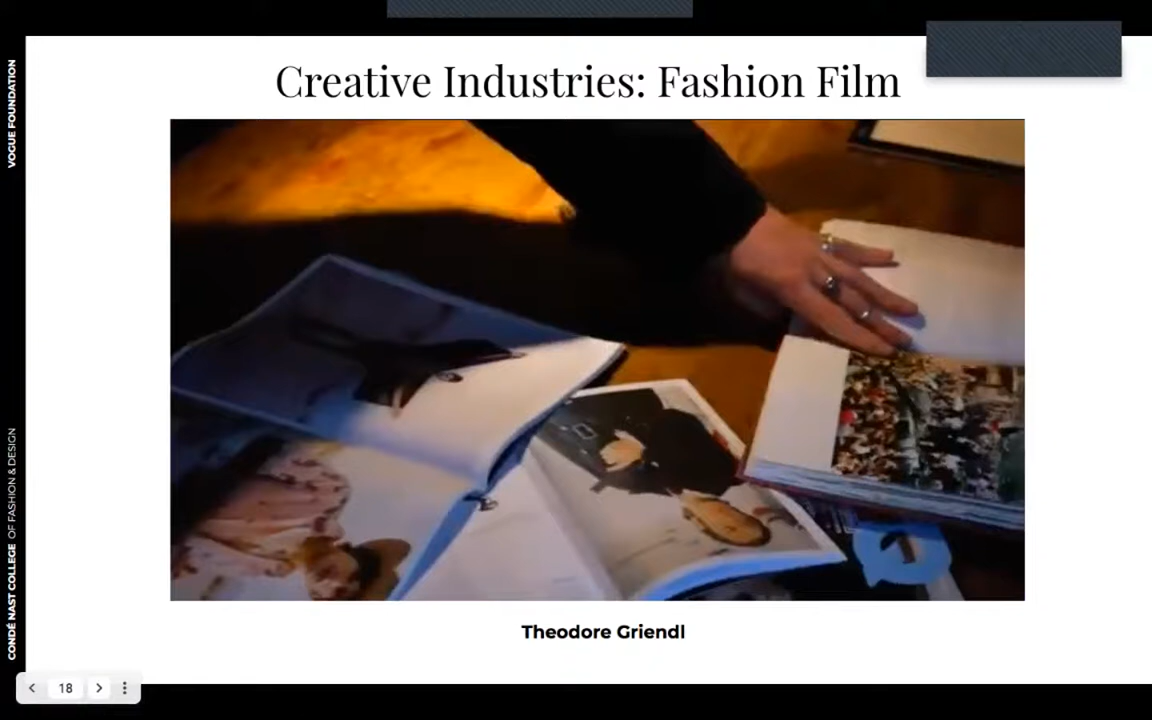 Creative Industries: Fashion Film
VOGUE FOUNDATION
CONDÉ NAST COLLEGE OF FASHION & DESIGN
Theodore Griendl
18